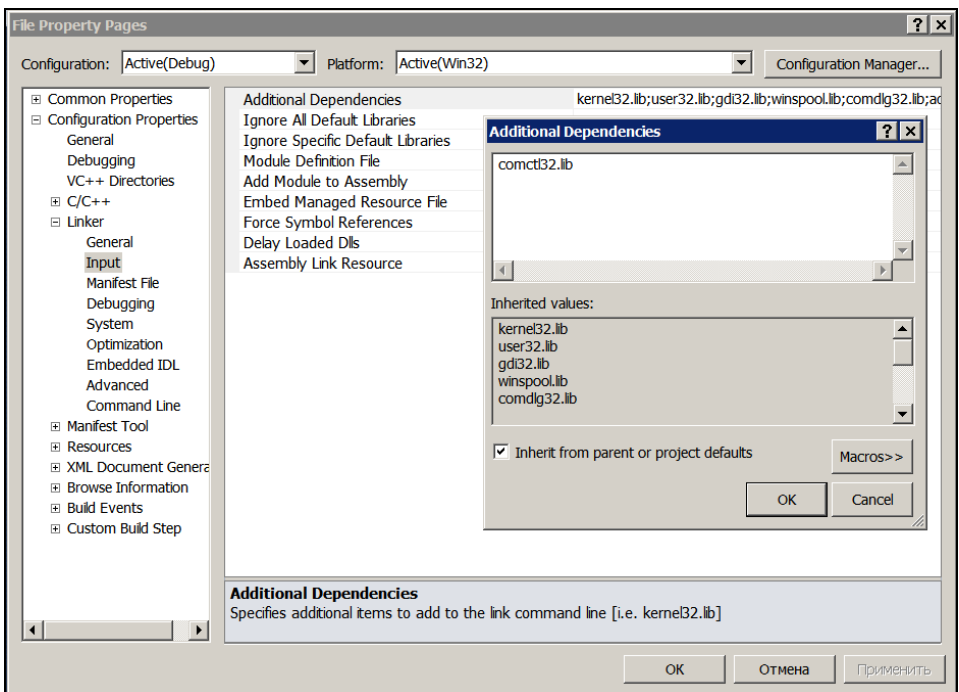 File Property Pages
Configuration: Active(Debug) Platform: Active(Win32) Configuration Manager...
Common Properties
Configuration Properties
General
Debugging
VC++ Directories
C/C++
Linker
General
Input
Manifest File
Debugging
System
Optimization
Embedded IDL
Advanced
Command Line
Manifest Tool
Resources
XML Document Genera
Browse Information
Build Events
Custom Build Step
Additional Dependencies kernel32.lib;user32.lib;gdi32.lib;winspool.lib;comdlg32.lib;ad
Ignore All Default Libraries
Ignore Specific Default Libraries
Module Definition File
Add Module to Assembly
Embed Managed Resource File
Force Symbol References
Delay Loaded Dlls
Assembly Link Resource
Additional Dependencies
comctl32.lib
Inherited values:
kernel32.lib
user32.lib
gdi32.lib
winspool.lib
comdlg32.lib
Inherit from parent or project defaults
Macros>>
OK Cancel
Additional Dependencies
Specifies additional items to add to the link command line [i.e. kernel32.lib]
OK Отмена Применить